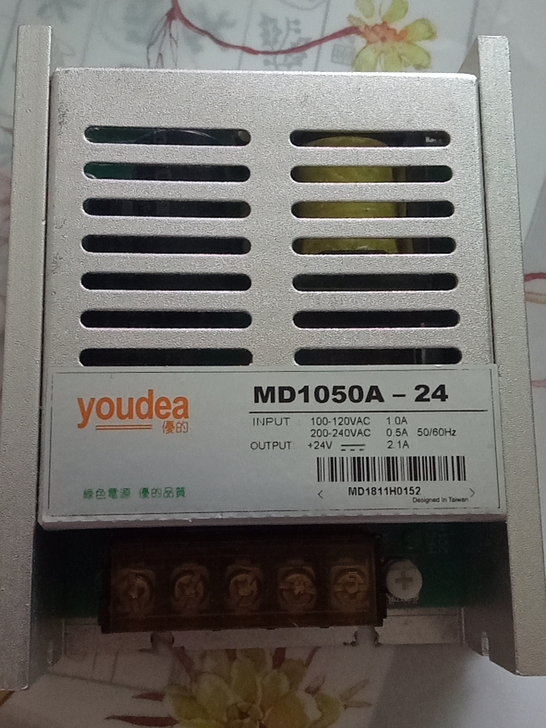 youdea
優的
MD1050A – 24
INPUT 100-120VAC 1.0A
200-240VAC 0.5A 50/60Hz
OUTPUT +24V 2.1A
MD1811H0152
Designed in Taiwan
綠色電源 優的品質